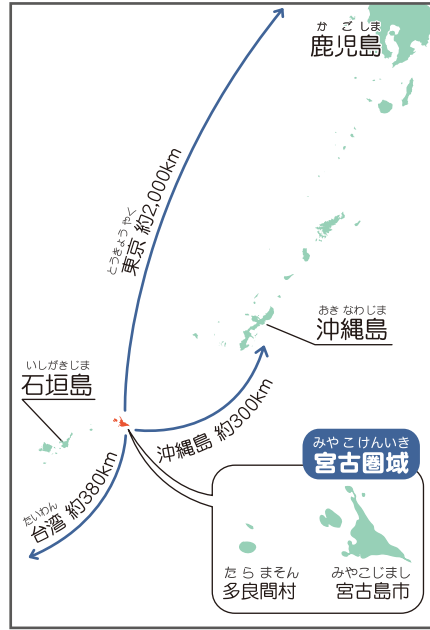 か ご しま
鹿児島
とうきょう やく
東京 約2,000km
おき なわじま
沖縄島
いしがきじま
石垣島
沖縄島 約300km
たいわん
台湾 約380km
みや こ けんいき
宮古圏域
た ら まそん
多良間村
みやこじまし
宮古島市